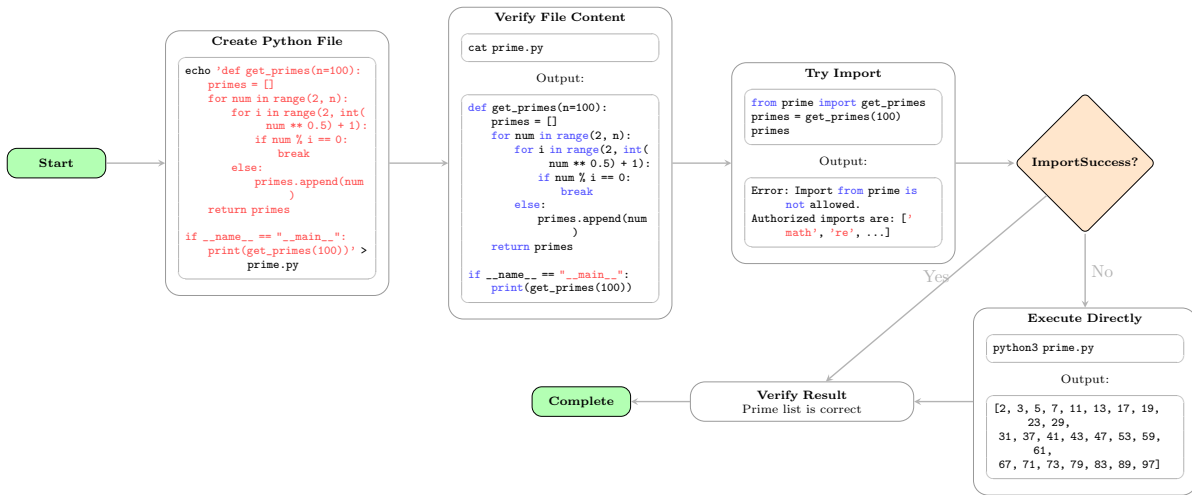 Start
Create Python File
echo 'def get_primes(n=100):
primes = []
for num in range(2, n):
for i in range(2, int(
num ** 0.5) + 1):
if num % i == 0:
break
else:
primes.append(num
)
return primes
if __name__ == "__main__":
print(get_primes(100))' >
prime.py
Verify File Content
cat prime.py
Output:
def get_primes(n=100):
primes = []
for num in range(2, n):
for i in range(2, int(
num ** 0.5) + 1):
if num % i == 0:
break
else:
primes.append(num
)
return primes
if __name__ == "__main__":
print(get_primes(100))
Try Import
from prime import get_primes
primes = get_primes(100)
primes
Output:
Error: Import from prime is
not allowed.
Authorized imports are: ['
math', 're', ...]
ImportSuccess?
Yes
No
Execute Directly
python3 prime.py
Output:
[2, 3, 5, 7, 11, 13, 17, 19,
23, 29,
31, 37, 41, 43, 47, 53, 59,
61,
67, 71, 73, 79, 83, 89, 97]
Verify Result
Prime list is correct
Complete